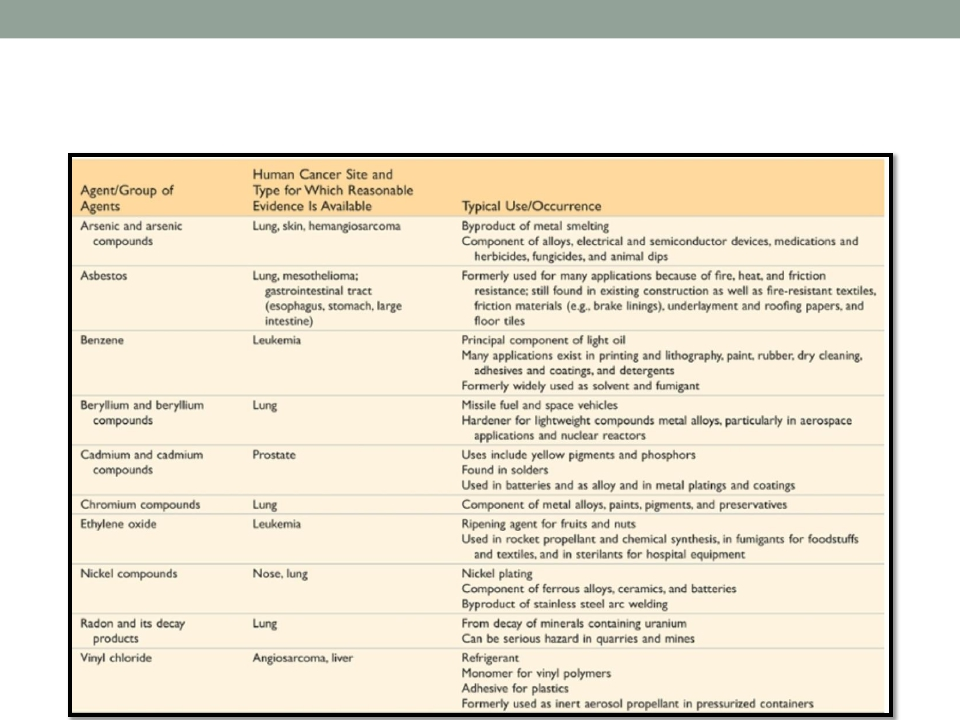 Agent/Group of
Agents
Human Cancer Site and
Type for Which Reasonable
Evidence Is Available
Typical Use/Occurrence
Arsenic and arsenic
compounds
Lung, skin, hemangiosarcoma
Byproduct of metal smelting
Component of alloys, electrical and semiconductor devices, medications and
herbicides, fungicides, and animal dips
Asbestos
Lung, mesothelioma;
gastrointestinal tract
(esophagus, stomach, large
intestine)
Formerly used for many applications because of fire, heat, and friction
resistance; still found in existing construction as well as fire-resistant textiles,
friction materials (e.g., brake linings), underlayment and roofing papers, and
floor tiles
Benzene
Leukemia
Principal component of light oil
Many applications exist in printing and lithography, paint, rubber, dry cleaning,
adhesives and coatings, and detergents
Formerly widely used as solvent and fumigant
Beryllium and beryllium
compounds
Lung
Missile fuel and space vehicles
Hardener for lightweight compounds metal alloys, particularly in aerospace
applications and nuclear reactors
Cadmium and cadmium
compounds
Prostate
Uses include yellow pigments and phosphors
Found in solders
Used in batteries and as alloy and in metal platings and coatings
Chromium compounds
Lung
Component of metal alloys, paints, pigments, and preservatives
Ethylene oxide
Leukemia
Ripening agent for fruits and nuts
Used in rocket propellant and chemical synthesis, in fumigants for foodstuffs
and textiles, and in sterilants for hospital equipment
Nickel compounds
Nose, lung
Nickel plating
Component of ferrous alloys, ceramics, and batteries
Byproduct of stainless steel arc welding
Radon and its decay
products
Lung
From decay of minerals containing uranium
Can be serious hazard in quarries and mines
Vinyl chloride
Angiosarcoma, liver
Refrigerant
Monomer for vinyl polymers
Adhesive for plastics
Formerly used as inert aerosol propellant in pressurized containers